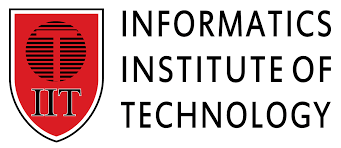 IIT
INFORMATICS
INSTITUTE OF
TECHNOLOGY